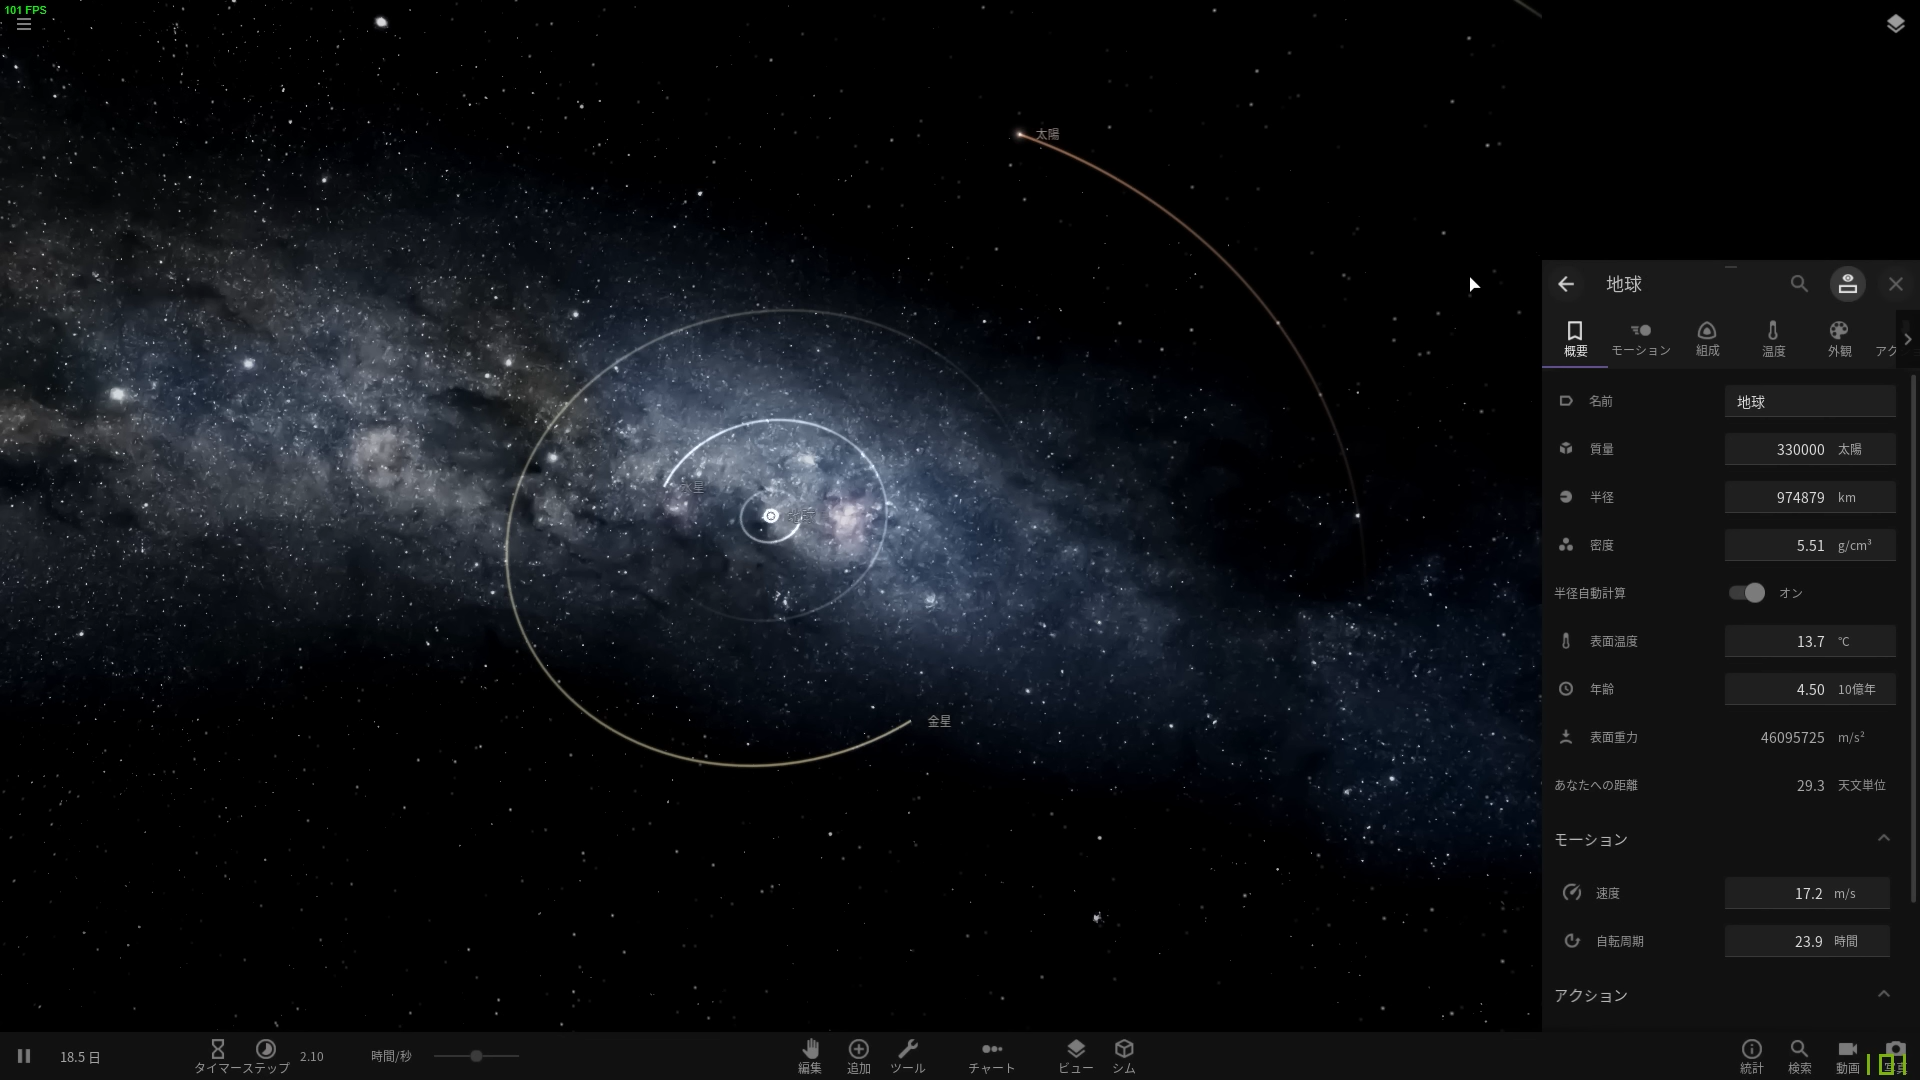 101 FPS
太陽
地球
概要
モーション
組成
温度
外観
アク
名前
地球
質量
330000 太陽
半径
974879 km
密度
5.51 g/cm³
半径自動計算
オン
表面温度
13.7 ℃
年齢
4.50 10億年
表面重力
46095725 m/s²
あなたへの距離
29.3 天文単位
モーション
速度
17.2 m/s
自転周期
23.9 時間
アクション
金星
18.5 日
タイマーステップ
2.10 時間/秒
編集
追加
ツール
チャート
ビュー
シム
統計
検索
動画
101